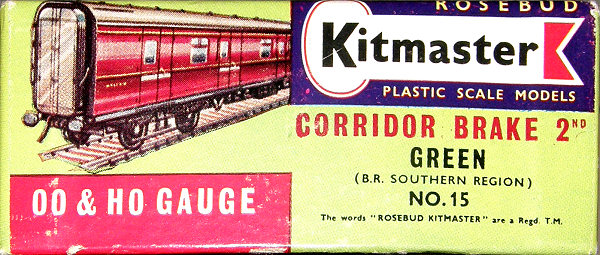 ROSEBUD
Kitmaster
PLASTIC SCALE MODELS
CORRIDOR BRAKE 2ND
GREEN
(B.R. SOUTHERN REGION)
NO.15
The words "ROSEBUD KITMASTER" are a Regd. T.M.
OO & HO GAUGE